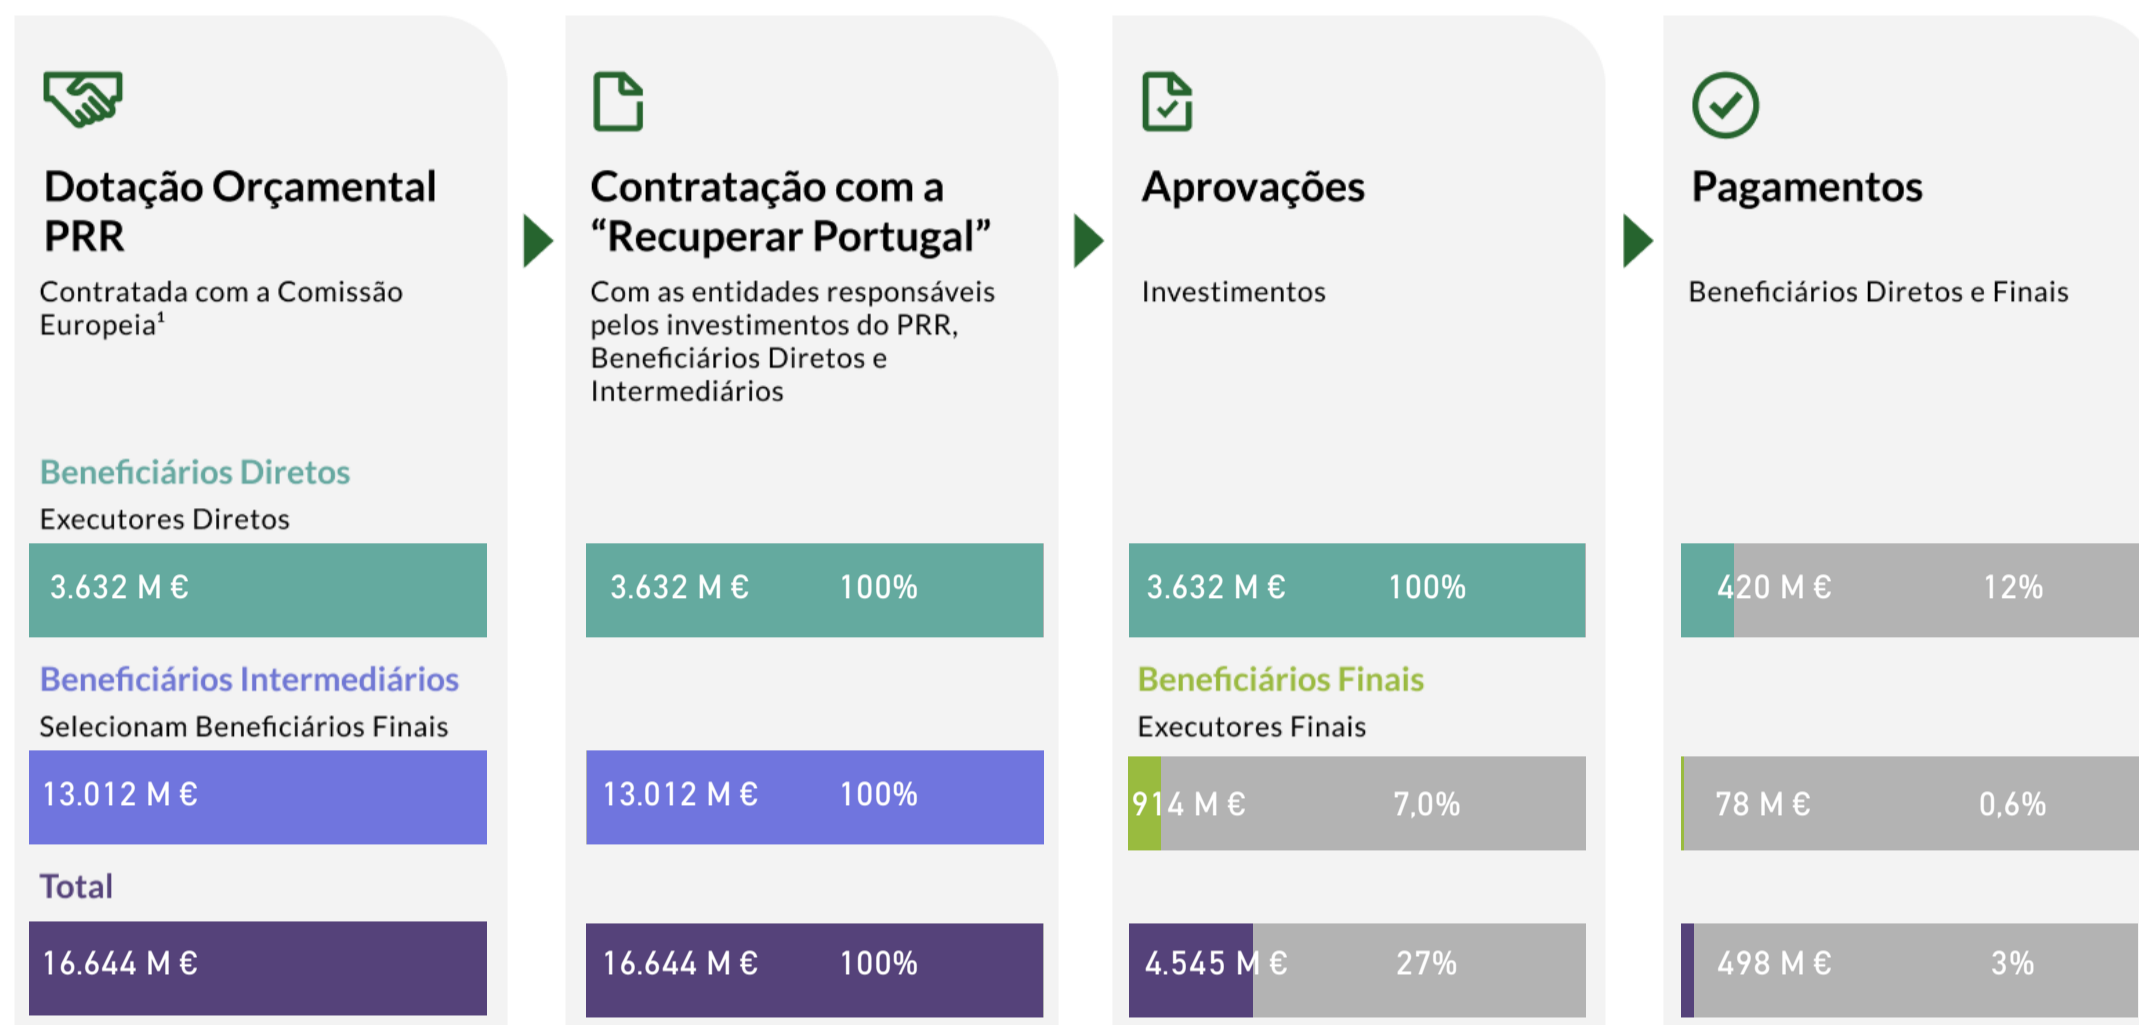 Dotação Orçamental
PRR
Contratada com a Comissão
Europeia¹
Contratação com a
“Recuperar Portugal”
Com as entidades responsáveis
pelos investimentos do PRR,
Beneficiários Diretos e
Intermediários
Aprovações
Investimentos
Pagamentos
Beneficiários Diretos e Finais
Beneficiários Diretos
Executores Diretos
3.632 M €
3.632 M € 100%
3.632 M € 100%
420 M € 12%
Beneficiários Intermediários
Selecionam Beneficiários Finais
13.012 M €
13.012 M € 100%
Beneficiários Finais
Executores Finais
914 M € 7,0%
78 M € 0,6%
Total
16.644 M €
16.644 M € 100%
4.545 M € 27%
498 M € 3%